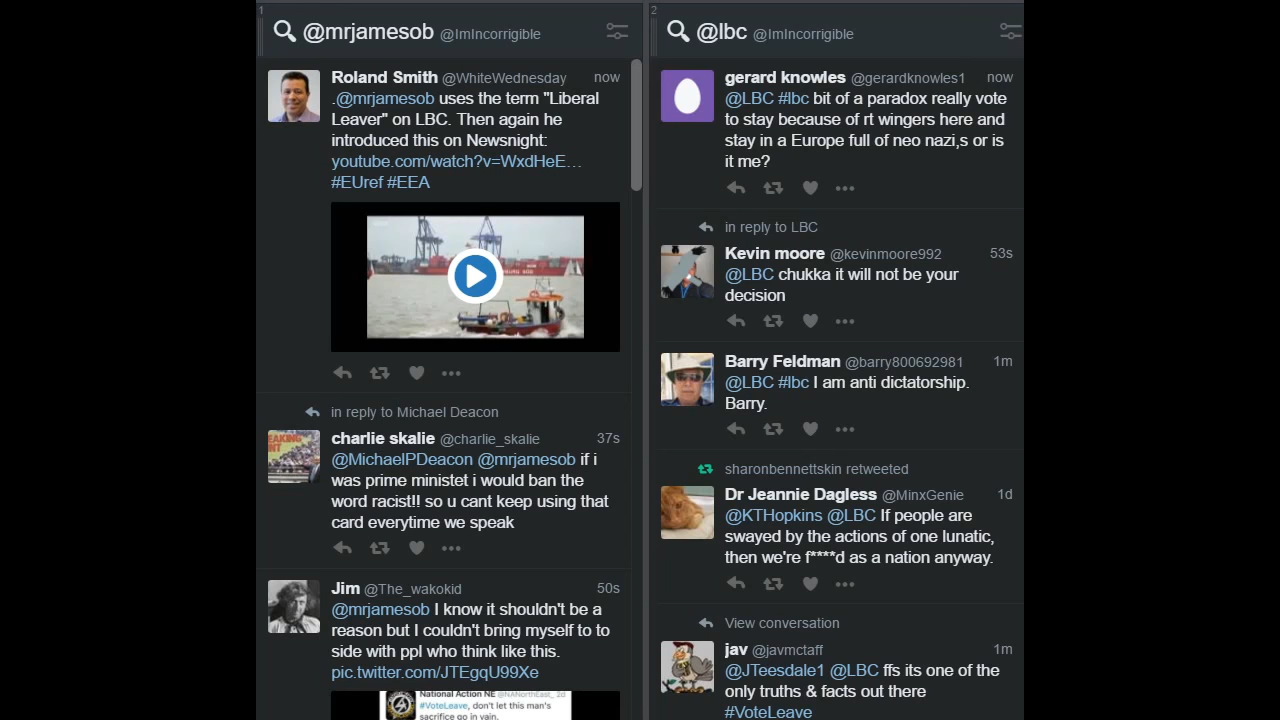 1
@mrjamesob @ImIncorrigible
Roland Smith @WhiteWednesday now
.@mrjamesob uses the term "Liberal
Leaver" on LBC. Then again he
introduced this on Newsnight:
youtube.com/watch?v=WxdHeE…
#EUref #EEA
in reply to Michael Deacon
charlie skalie @charlie_skalie 37s
@MichaelPDeacon @mrjamesob if i
was prime ministet i would ban the
word racist!! so u cant keep using that
card everytime we speak
Jim @The_wakokid 50s
@mrjamesob I know it shouldn't be a
reason but I couldn't bring myself to to
side with ppl who think like this.
pic.twitter.com/JTEgqU99Xe
National Action NE @NANorthEast_ 2d
#VoteLeave, don't let this man's
sacrifice go in vain.
2
@lbc @ImIncorrigible
gerard knowles @gerardknowles1 now
@LBC #lbc bit of a paradox really vote
to stay because of rt wingers here and
stay in a Europe full of neo nazi,s or is
it me?
in reply to LBC
Kevin moore @kevinmoore992 53s
@LBC chukka it will not be your
decision
Barry Feldman @barry800692981 1m
@LBC #lbc I am anti dictatorship.
Barry.
sharonbennettskin retweeted
Dr Jeannie Dagless @MinxGenie 1d
@KTHopkins @LBC If people are
swayed by the actions of one lunatic,
then we're f****d as a nation anyway.
View conversation
jav @javmctaff 1m
@JTeesdale1 @LBC ffs its one of the
only truths & facts out there
#VoteLeave